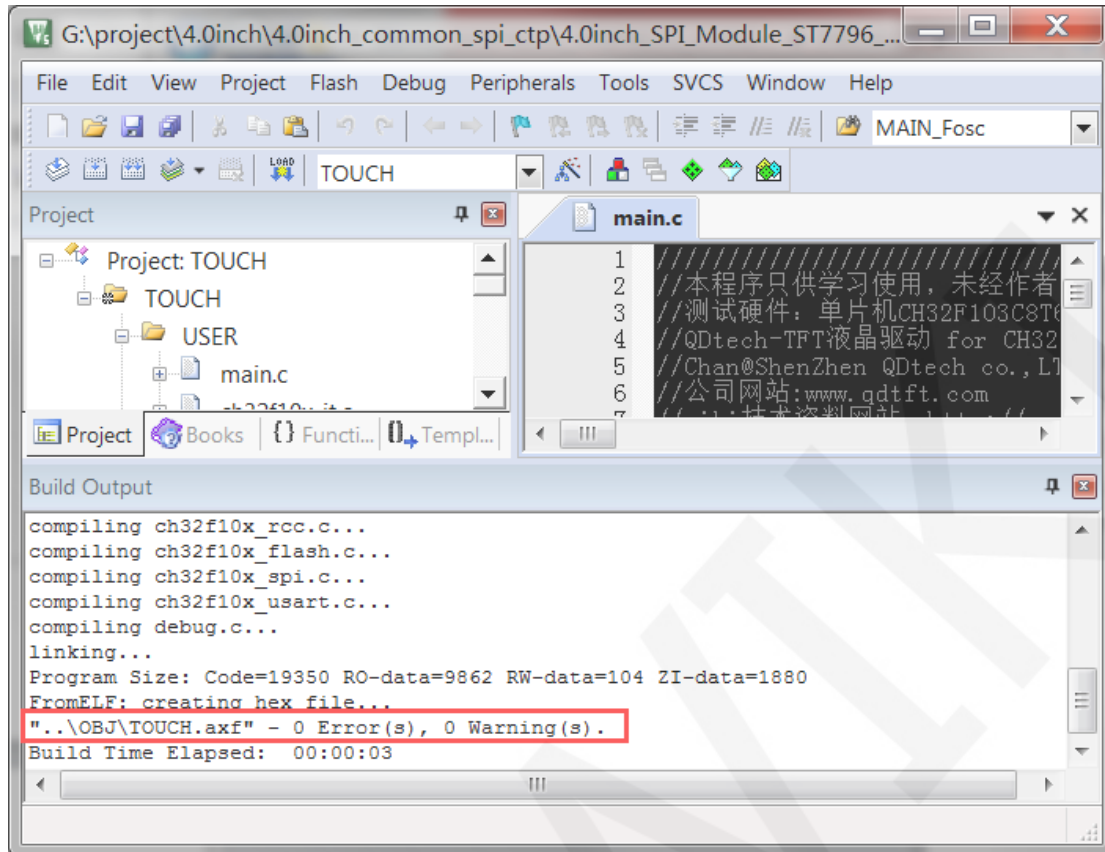 G:\project\4.0inch\4.0inch_common_spi_ctp\4.0inch_SPI_Module_ST7796_...
File Edit View Project Flash Debug Peripherals Tools SVCS Window Help
MAIN_Fosc
LOAD
TOUCH
Project
main.c
Project: TOUCH
TOUCH
USER
main.c
Project Books {} Functi... Templ...
1 ////////////////////////////
2 //本程序只供学习使用，未经作者
3 //测试硬件：单片机CH32F103C8T6
4 //QDtech-TFT液晶驱动 for CH32
5 //Chan@ShenZhen QDtech co.,LT
6 //公司网站:www.qdtft.com
Build Output
compiling ch32f10x_rcc.c...
compiling ch32f10x_flash.c...
compiling ch32f10x_spi.c...
compiling ch32f10x_usart.c...
compiling debug.c...
linking...
Program Size: Code=19350 RO-data=9862 RW-data=104 ZI-data=1880
FromELF: creating hex file...
"..\OBJ\TOUCH.axf" - 0 Error(s), 0 Warning(s).
Build Time Elapsed:  00:00:03